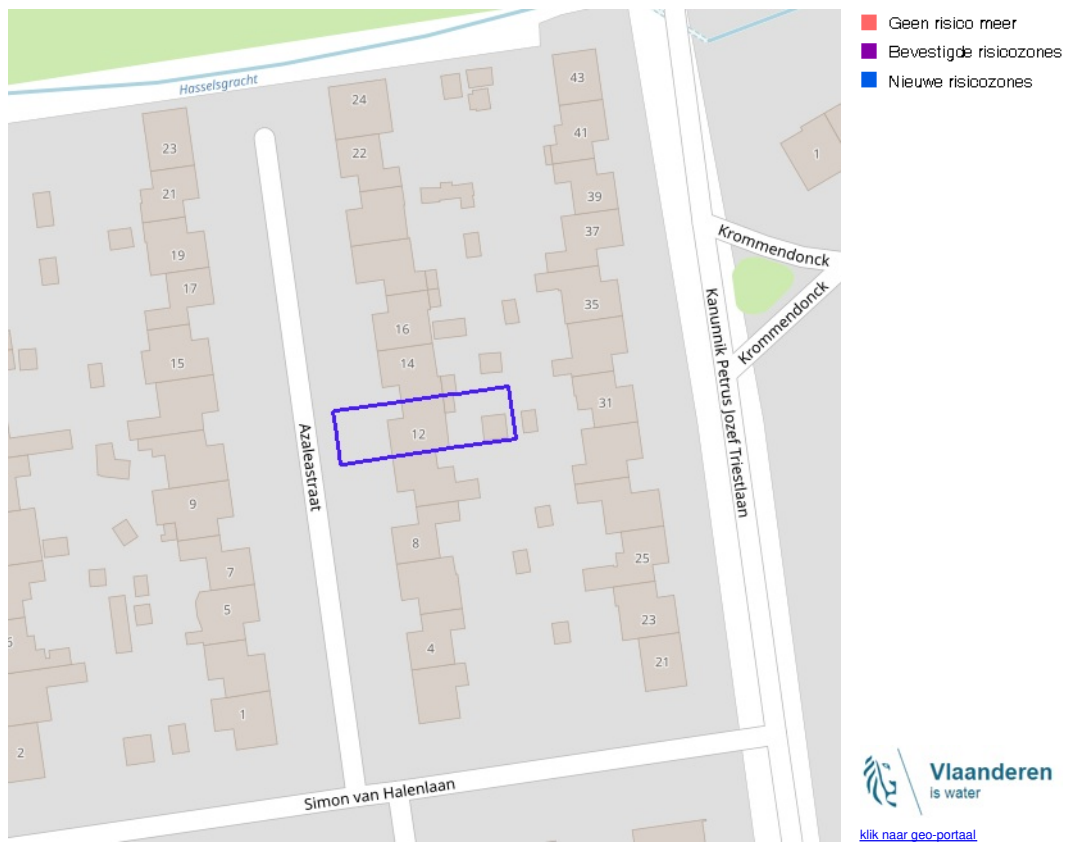 Geen risico meer
Bevestigde risicozones
Nieuwe risicozones
Hasselsgracht
24
43
23
22
41
1
21
39
19
37
Krommendonck
17
16
35
Krommendonck
15
14
Kanunnik Petrus Jozef Triestlaan
31
12
Azaleastraat
9
8
25
7
5
23
4
21
1
2
Simon van Halenlaan
Vlaanderen
is water
klik naar geo-portaal